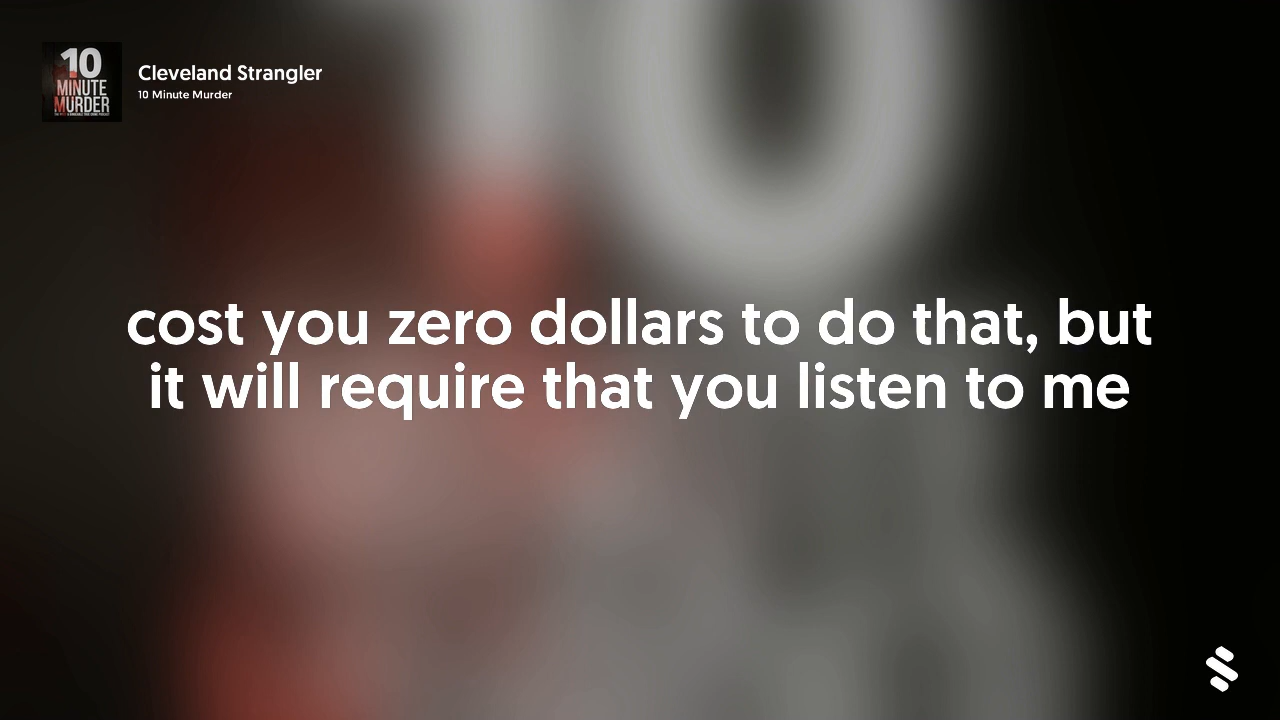 10
MINUTE
MURDER
Cleveland Strangler
10 Minute Murder
cost you zero dollars to do that, but
it will require that you listen to me